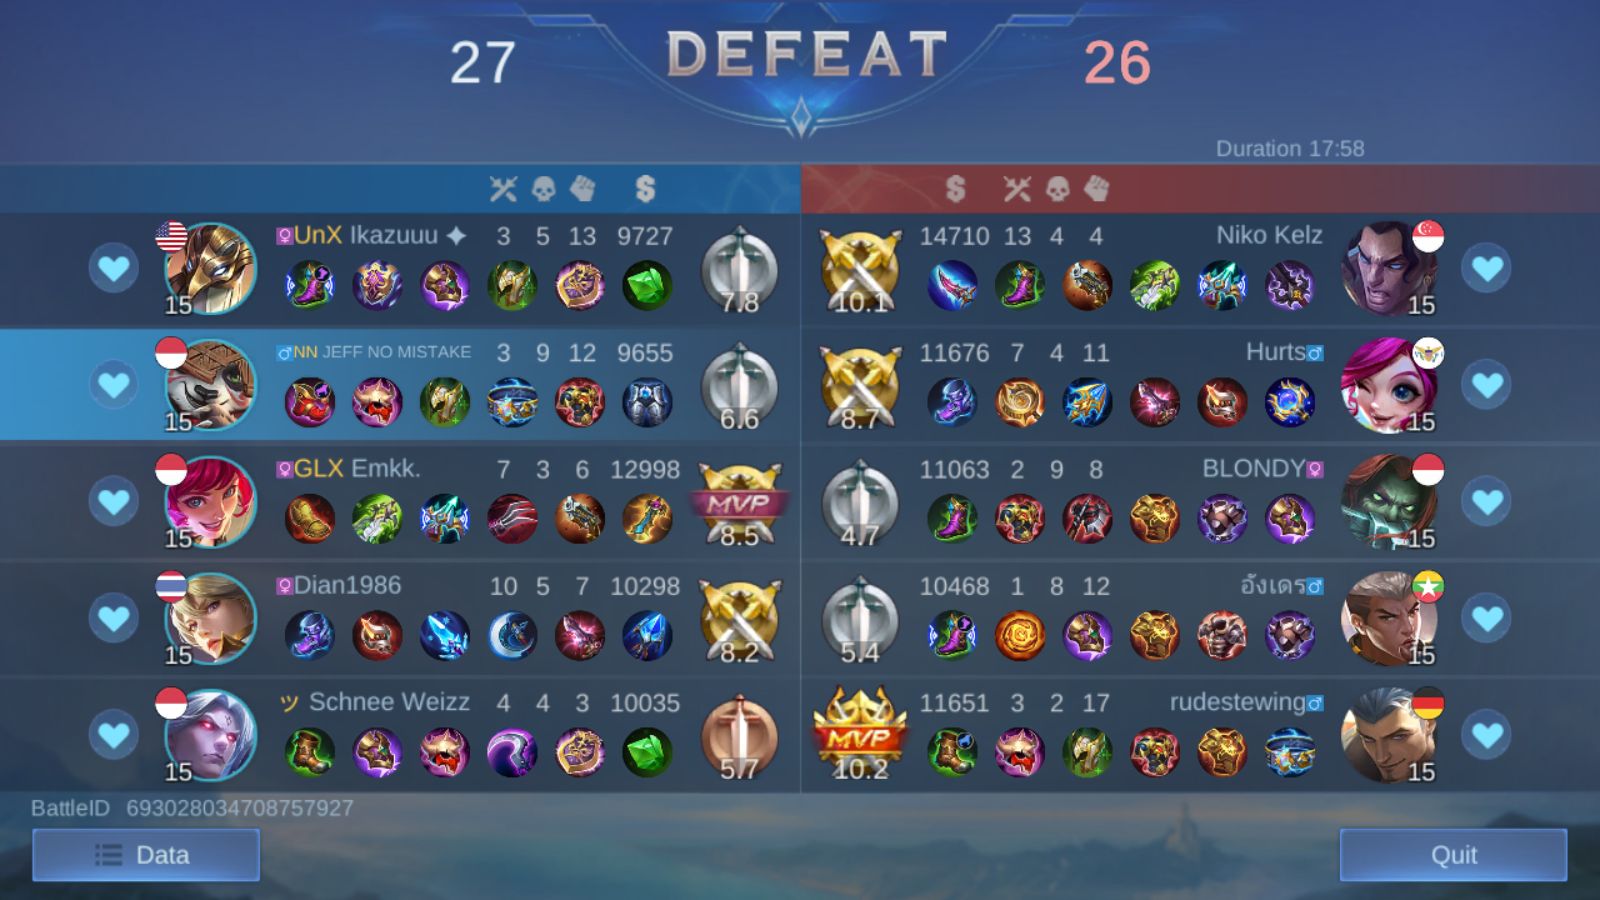 27 DEFEAT 26
Duration 17:58
UnX Ikazuuu ✦ 3 5 13 9727
15 7.8
14710 13 4 4 Niko Kelz
10.1 15
NN JEFF NO MISTAKE 3 9 12 9655
15 6.6
11676 7 4 11 Hurts
8.7 15
GLX Emkk. 7 3 6 12998
MVP
15 8.5
11063 2 9 8 BLONDY
4.7 15
Dian1986 10 5 7 10298
15 8.2
10468 1 8 12 อังเดร
5.4 15
ツ Schnee Weizz 4 4 3 10035
15 5.7
11651 3 2 17 rudestewing
MVP
10.2 15
BattleID 693028034708757927
Data
Quit